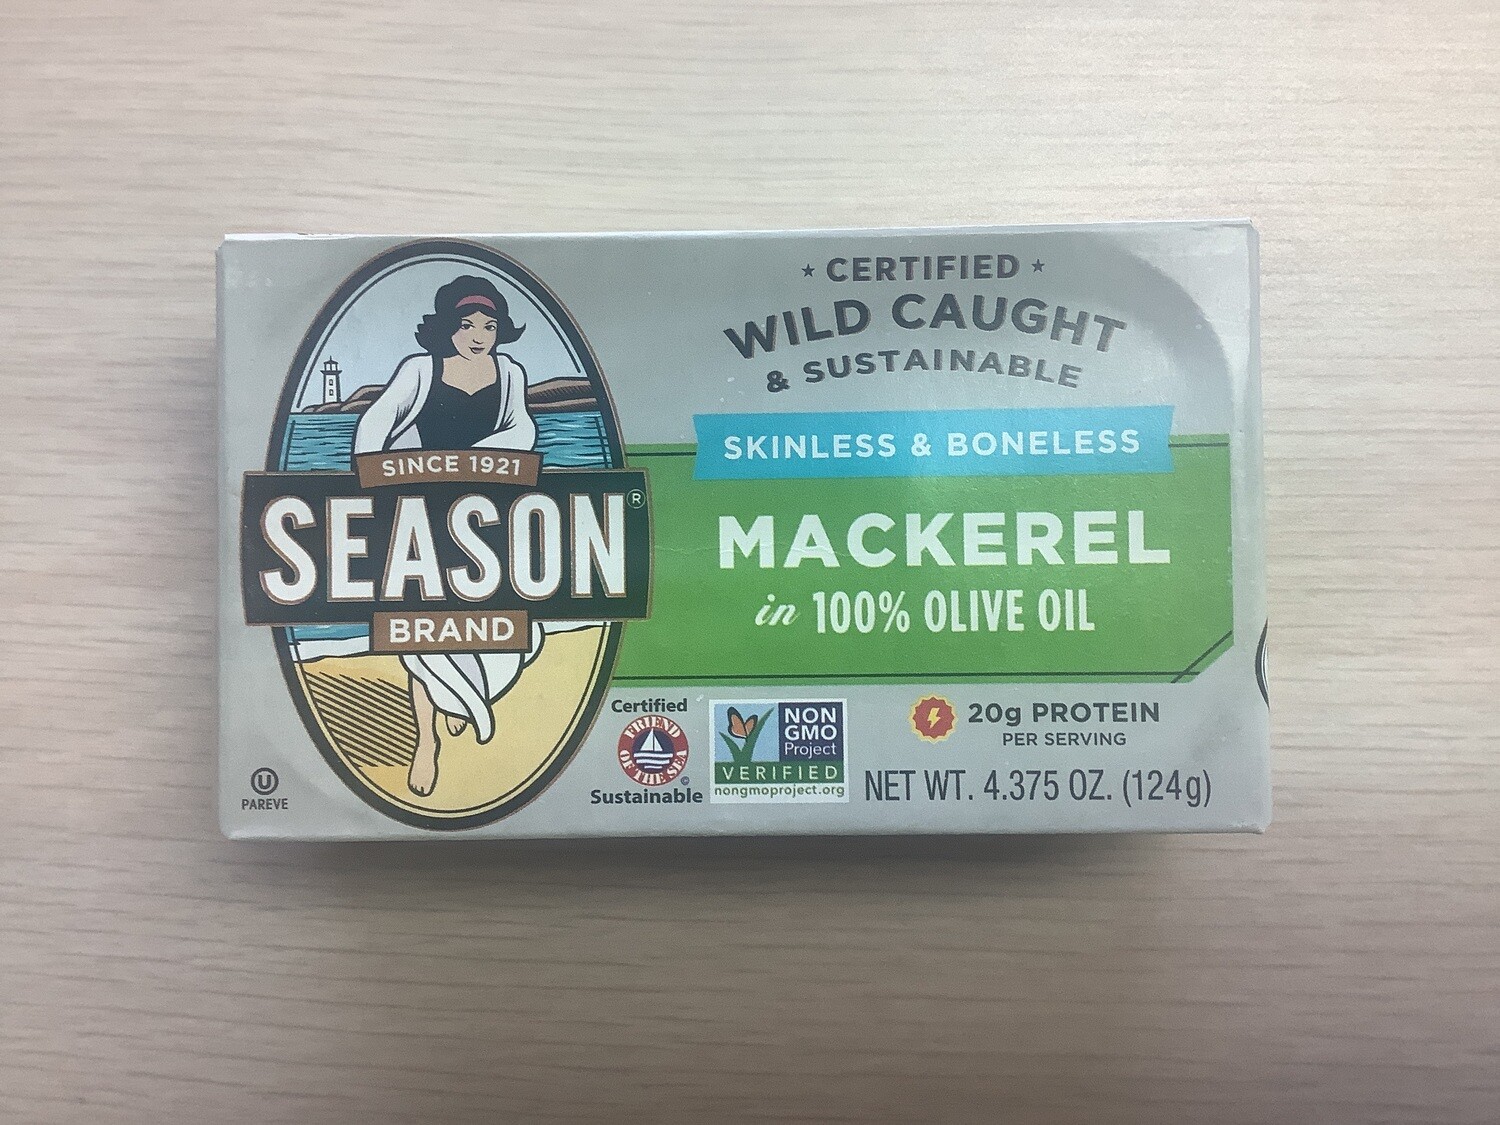 SINCE 1921
SEASON®
BRAND
U
PAREVE
★ CERTIFIED ★
WILD CAUGHT
& SUSTAINABLE
SKINLESS & BONELESS
MACKEREL
in 100% OLIVE OIL
Certified
FRIEND
OF THE SEA
©
Sustainable
NON
GMO
Project
VERIFIED
nongmoproject.org
20g PROTEIN
PER SERVING
NET WT. 4.375 OZ. (124g)